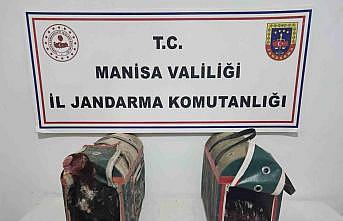 T.C.
MANİSA VALİLİĞİ
İL JANDARMA KOMUTANLIĞI